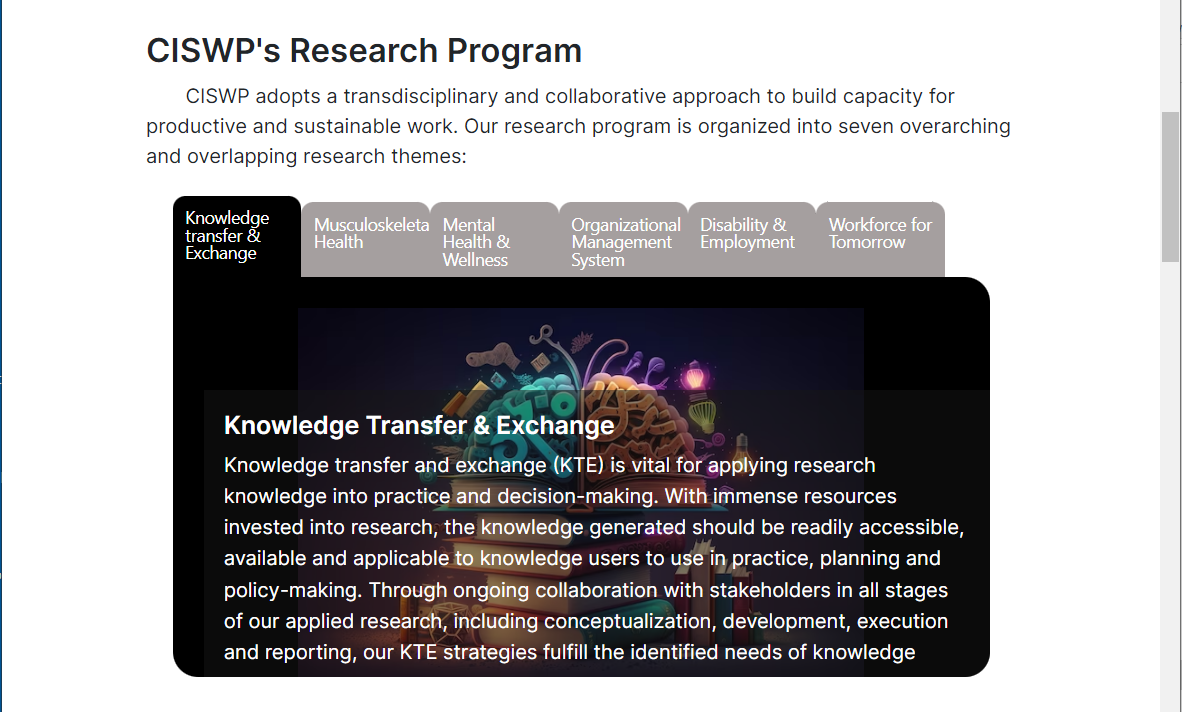 CISWP's Research Program
CISWP adopts a transdisciplinary and collaborative approach to build capacity for
productive and sustainable work. Our research program is organized into seven overarching
and overlapping research themes:
Knowledge
transfer &
Exchange
Musculoskeleta
Health
Mental
Health &
Wellness
Organizational
Management
System
Disability &
Employment
Workforce for
Tomorrow
Knowledge Transfer & Exchange
Knowledge transfer and exchange (KTE) is vital for applying research
knowledge into practice and decision-making. With immense resources
invested into research, the knowledge generated should be readily accessible,
available and applicable to knowledge users to use in practice, planning and
policy-making. Through ongoing collaboration with stakeholders in all stages
of our applied research, including conceptualization, development, execution
and reporting, our KTE strategies fulfill the identified needs of knowledge